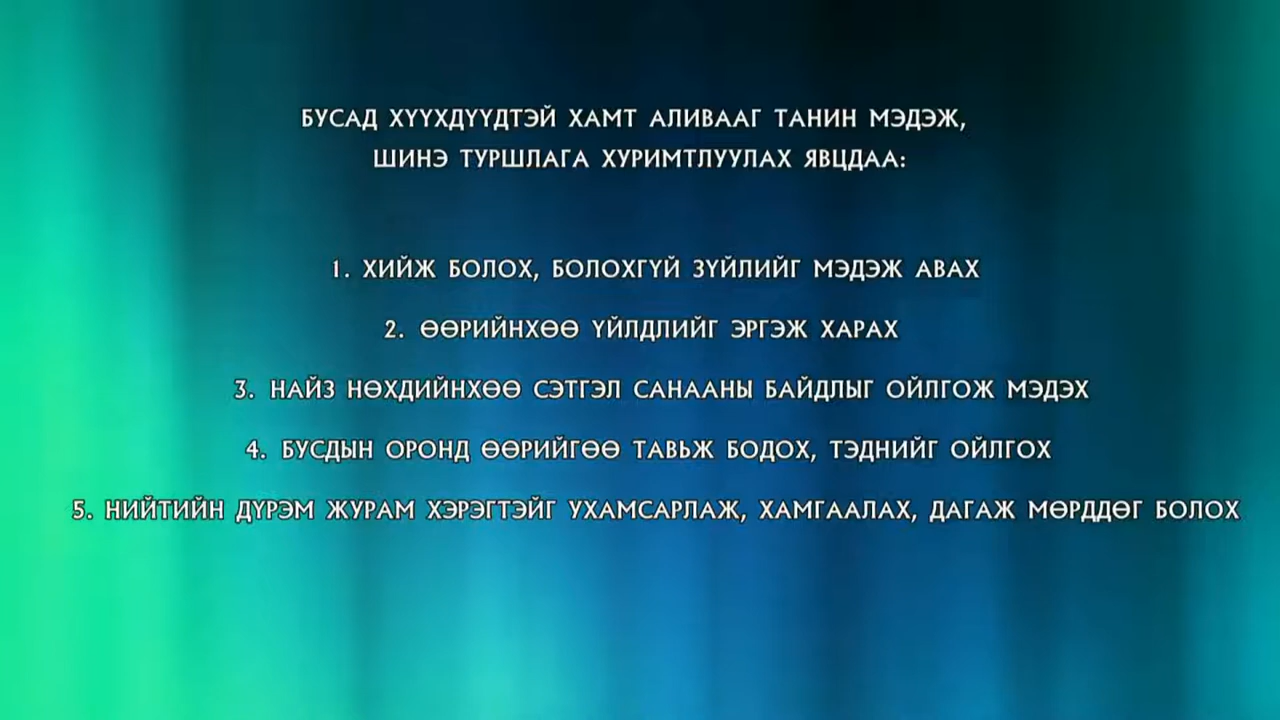 БУСАД ХҮҮХДҮҮДТЭЙ ХАМТ АЛИВААГ ТАНИН МЭДЭЖ,
ШИНЭ ТУРШЛАГА ХУРИМТЛУУЛАХ ЯВЦДАА:
1. ХИЙЖ БОЛОХ, БОЛОХГҮЙ ЗҮЙЛИЙГ МЭДЭЖ АВАХ
2. ӨӨРИЙНХӨӨ ҮЙЛДЛИЙГ ЭРГЭЖ ХАРАХ
3. НАЙЗ НӨХДИЙНХӨӨ СЭТГЭЛ САНААНЫ БАЙДЛЫГ ОЙЛГОЖ МЭДЭХ
4. БУСДЫН ОРОНД ӨӨРИЙГӨӨ ТАВЬЖ БОДОХ, ТЭДНИЙГ ОЙЛГОХ
5. НИЙТИЙН ДҮРЭМ ЖУРАМ ХЭРЭГТЭЙГ УХАМСАРЛАЖ, ХАМГААЛАХ, ДАГАЖ МӨРДДӨГ БОЛОХ